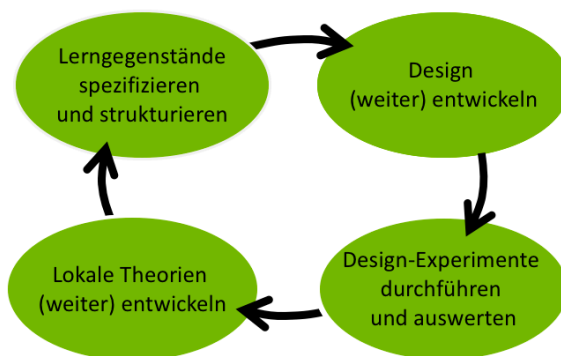 Lerngegenstände
spezifizieren
und strukturieren
Design
(weiter) entwickeln
Design-Experimente
durchführen
und auswerten
Lokale Theorien
(weiter) entwickeln